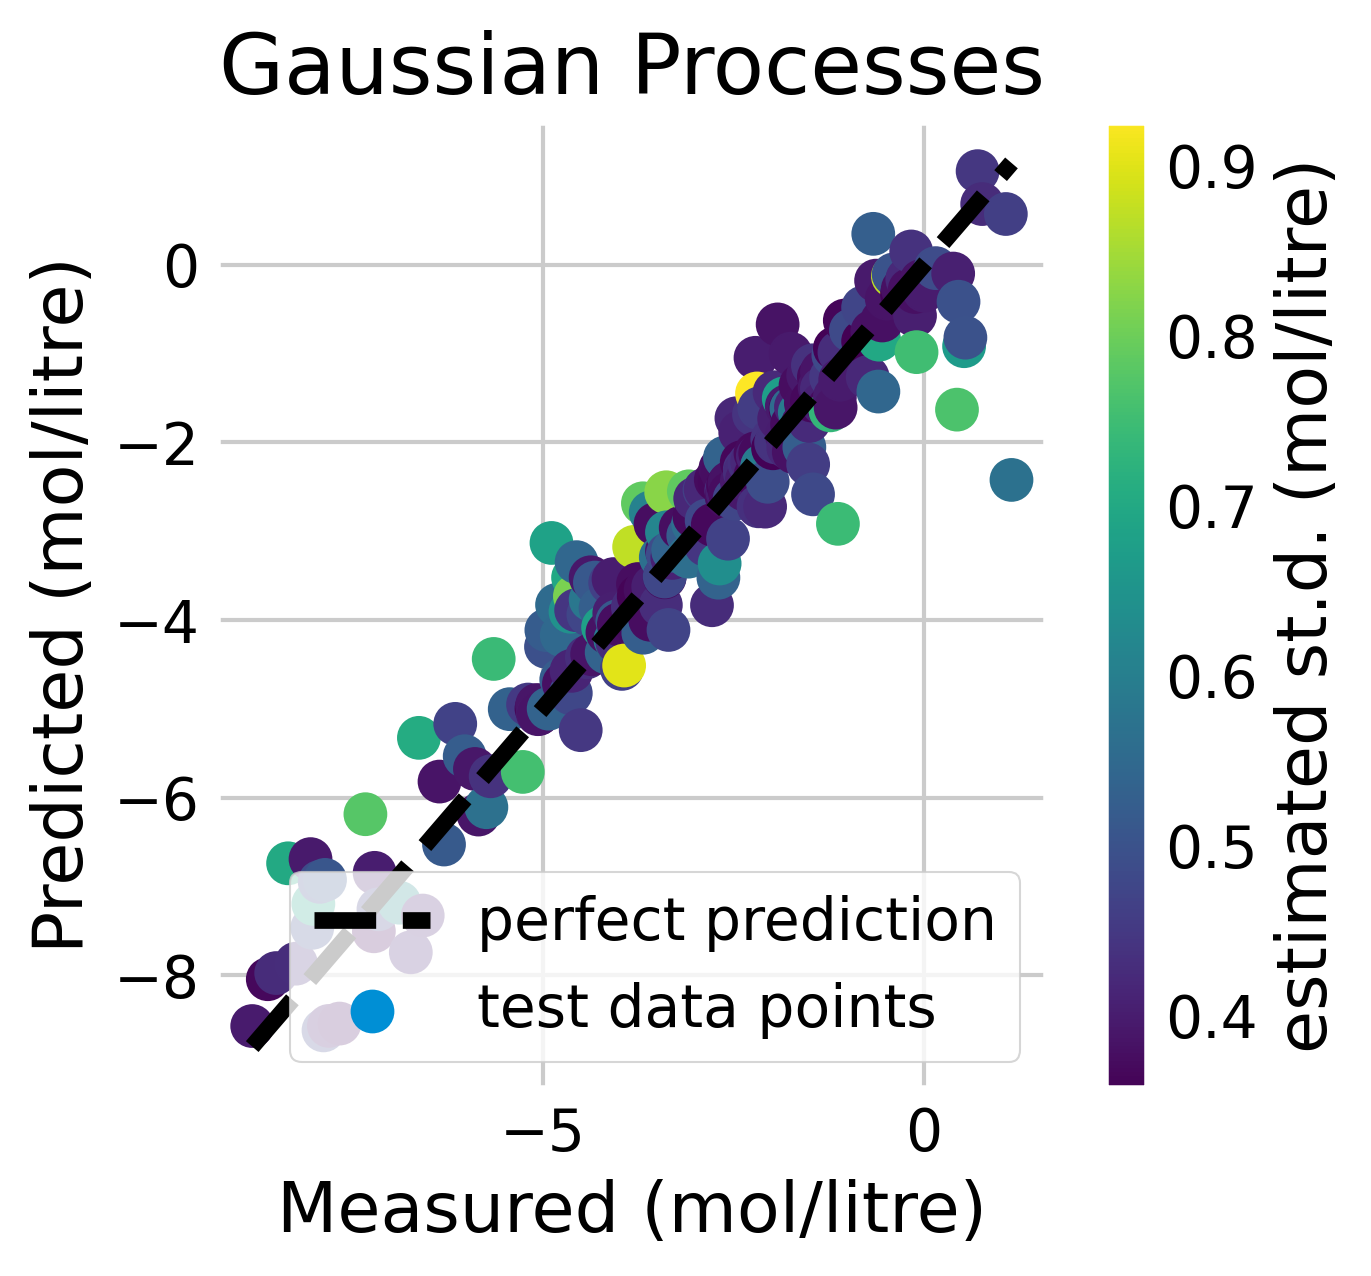 Gaussian Processes
Predicted (mol/litre)
0
−2
−4
−6
−8
perfect prediction
test data points
−5
0
Measured (mol/litre)
0.9
0.8
0.7
0.6
0.5
0.4
estimated st.d. (mol/litre)